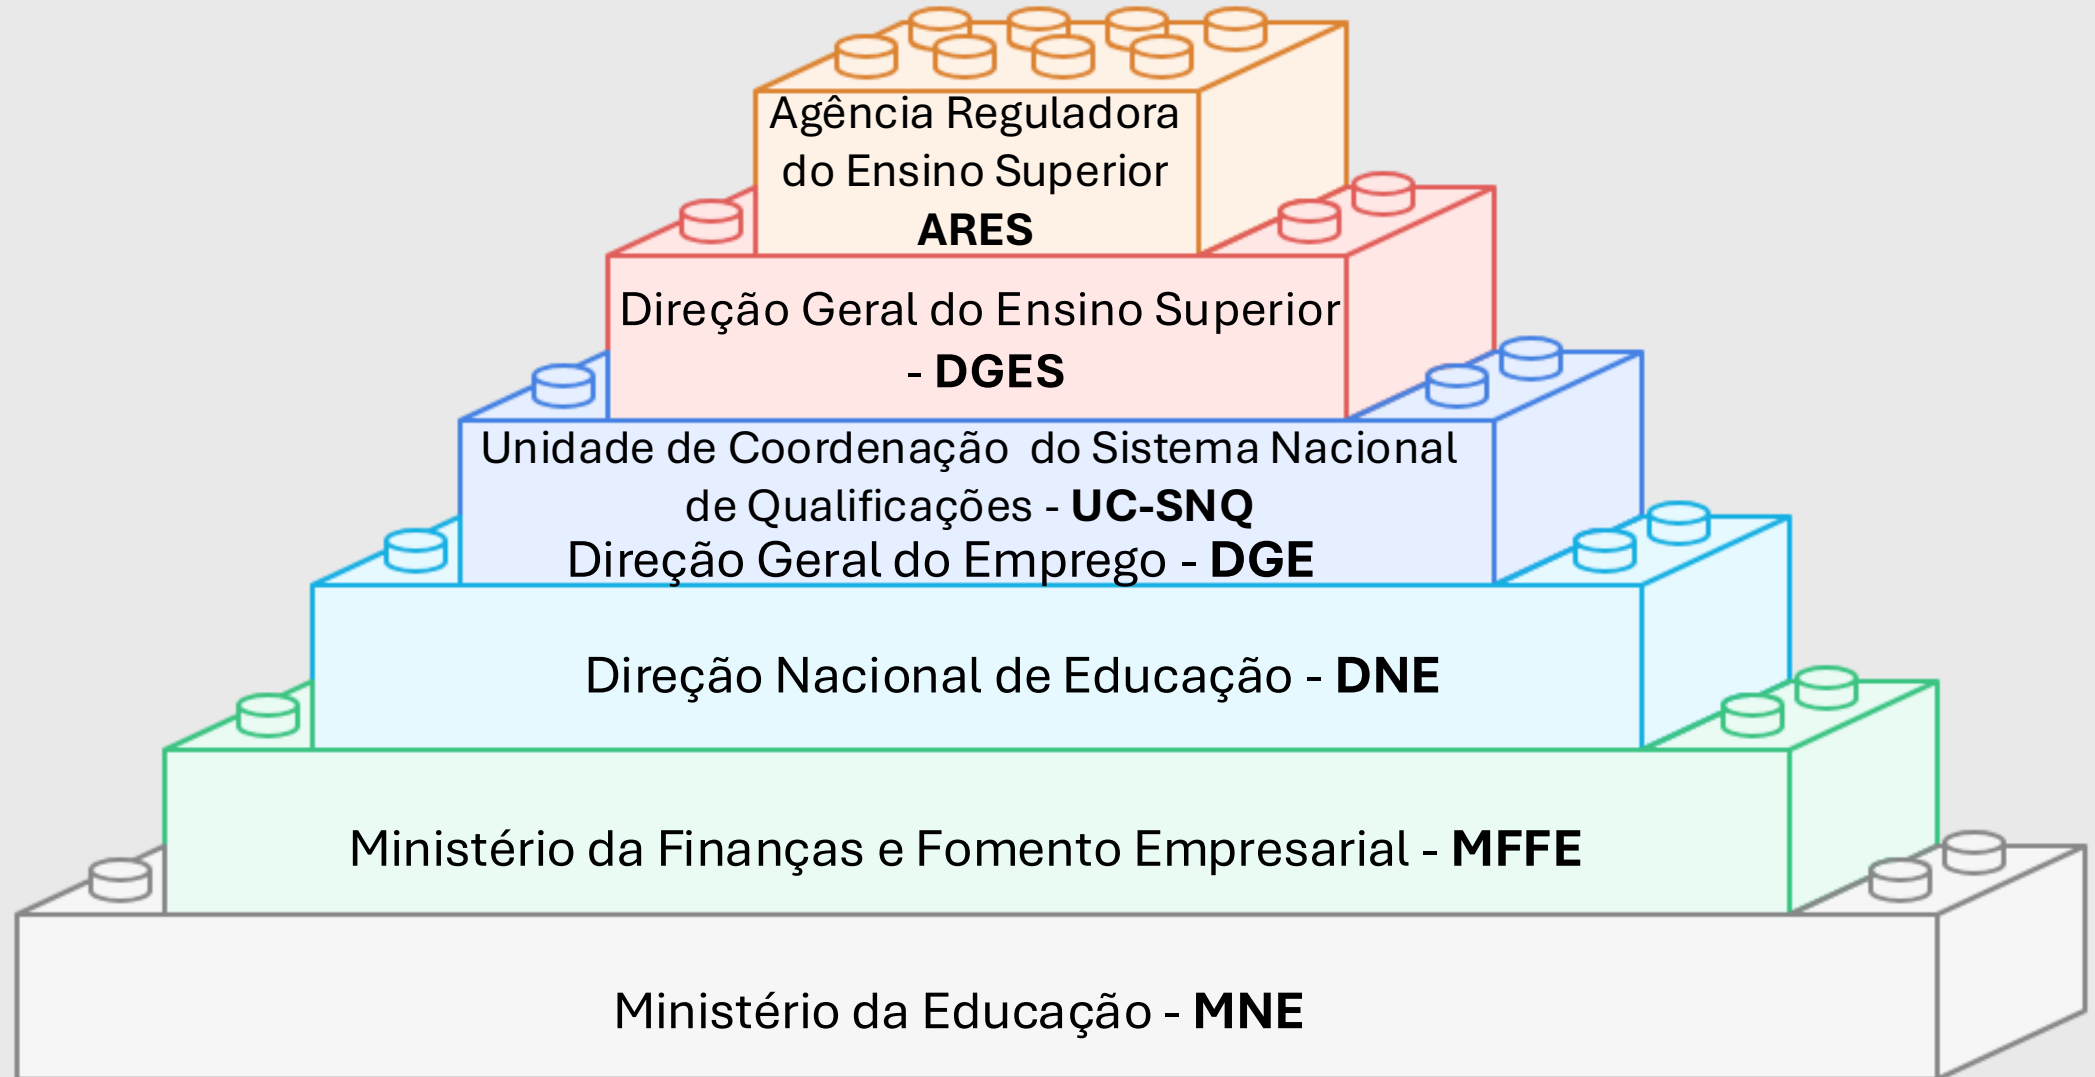 Agência Reguladora
do Ensino Superior
ARES
Direção Geral do Ensino Superior
- DGES
Unidade de Coordenação  do Sistema Nacional
de Qualificações - UC-SNQ
Direção Geral do Emprego - DGE
Direção Nacional de Educação - DNE
Ministério da Finanças e Fomento Empresarial - MFFE
Ministério da Educação - MNE